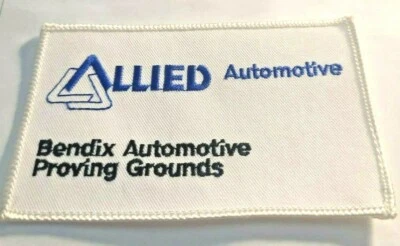 ALLIED Automotive
Bendix Automotive
Proving Grounds